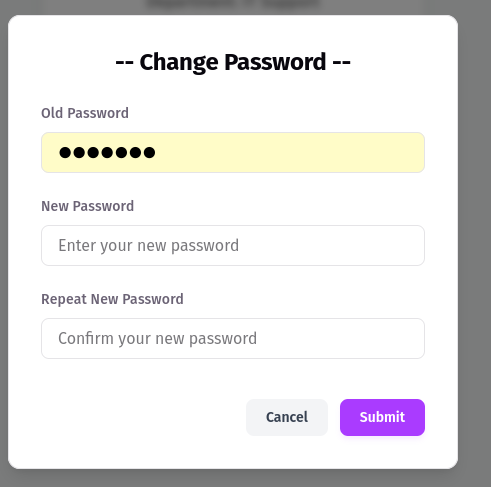 -- Change Password --
Old Password
●●●●●●●
New Password
Enter your new password
Repeat New Password
Confirm your new password
Cancel Submit